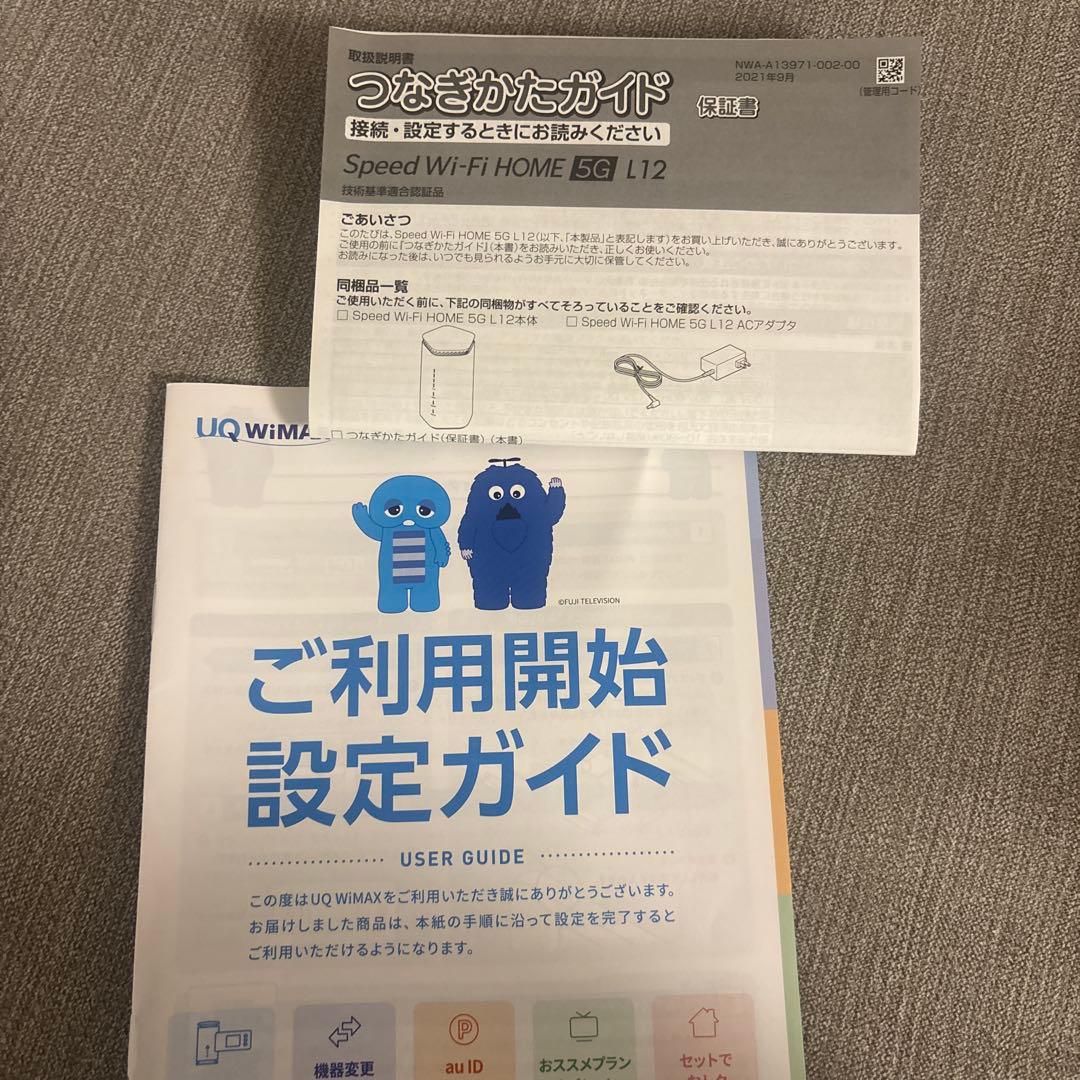 取扱説明書
つなぎかたガイド
保証書
NWA-A13971-002-00
2021年9月
(管理用コード)
接続・設定するときにお読みください
Speed Wi-Fi HOME 5G L12
技術基準適合認証品
ごあいさつ
このたびは、Speed Wi-Fi HOME 5G L12(以下、「本製品」と表記します)をお買い上げいただき、誠にありがとうございます。
ご使用の前に『つなぎかたガイド』(本書)をお読みいただき、正しくお使いください。
お読みになった後は、いつでも見られるようお手元に大切に保管してください。
同梱品一覧
ご使用いただく前に、下記の同梱物がすべてそろっていることをご確認ください。
□ Speed Wi-Fi HOME 5G L12本体 □ Speed Wi-Fi HOME 5G L12 ACアダプタ
□ つなぎかたガイド(保証書)(本書)
UQ WiMA
©FUJI TELEVISION
ご利用開始
設定ガイド
USER GUIDE
この度はUQ WiMAXをご利用いただき誠にありがとうございます。
お届けしました商品は、本紙の手順に沿って設定を完了すると
ご利用いただけるようになります。
機器変更
au ID
おススメプラン
セットで